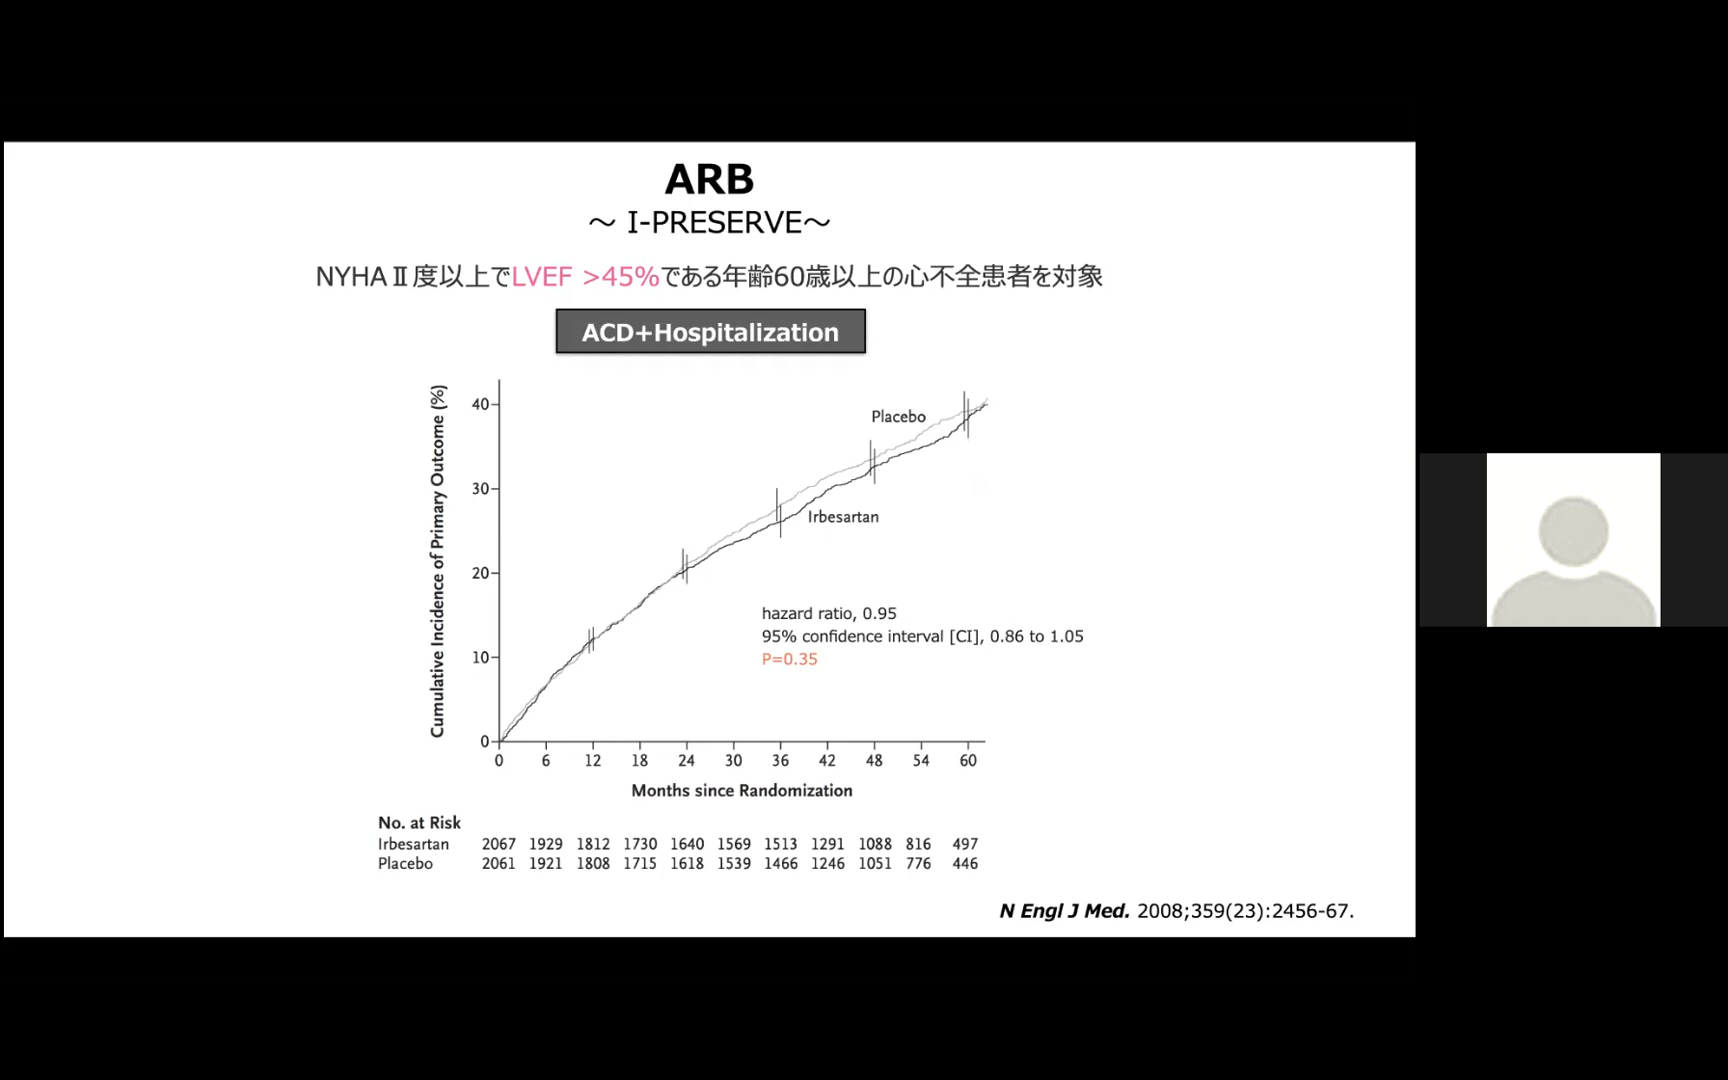 ARB
～ I-PRESERVE～
NYHAⅡ度以上でLVEF >45%である年齢60歳以上の心不全患者を対象
ACD+Hospitalization
Cumulative Incidence of Primary Outcome (%)
40
30
20
10
0
Placebo
Irbesartan
hazard ratio, 0.95
95% confidence interval [CI], 0.86 to 1.05
P=0.35
0 6 12 18 24 30 36 42 48 54 60
Months since Randomization
No. at Risk
Irbesartan 2067 1929 1812 1730 1640 1569 1513 1291 1088 816 497
Placebo 2061 1921 1808 1715 1618 1539 1466 1246 1051 776 446
N Engl J Med. 2008;359(23):2456-67.